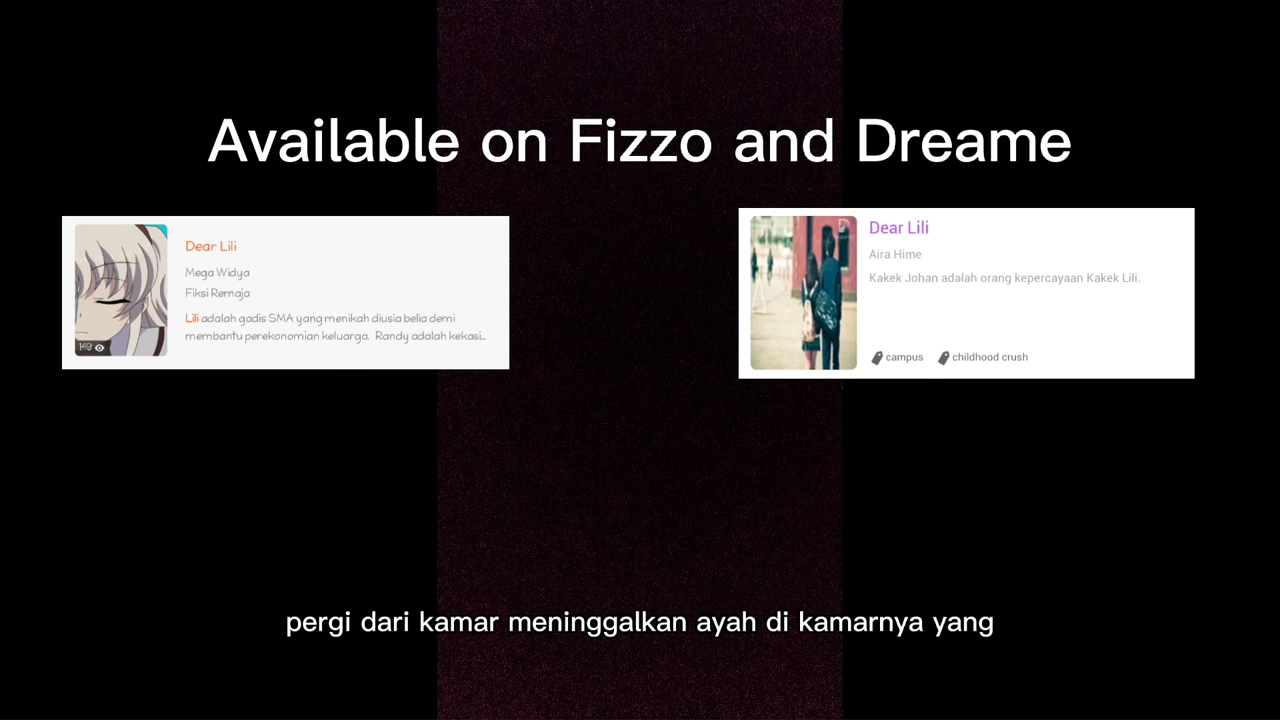 Available on Fizzo and Dreame
Dear Lili
Mega Widya
Fiksi Remaja
Lili adalah gadis SMA yang menikah diusia belia demi
membantu perekonomian keluarga. Randy adalah kekasi...
149
Dear Lili
Aira Hime
Kakek Johan adalah orang kepercayaan Kakek Lili.
campus childhood crush
pergi dari kamar meninggalkan ayah di kamarnya yang